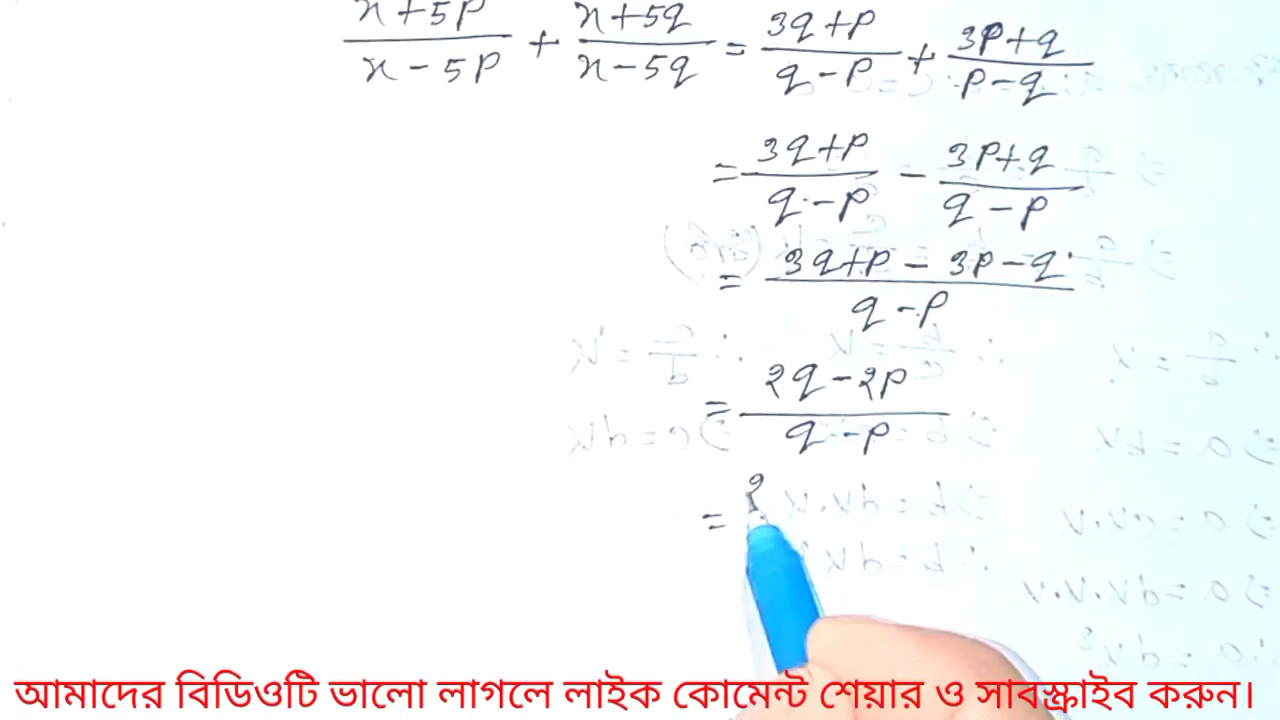 x+5p/x-5p + x+5q/x-5q = 3q+p/q-p + 3p+q/p-q
= 3q+p/q-p - 3p+q/q-p
= 3q+p-3p-q/q-p
= 2q-2p/q-p
= 2
আমাদের বিডিওটি ভালো লাগলে লাইক কোমেন্ট শেয়ার ও সাবস্ক্রাইব করুন।